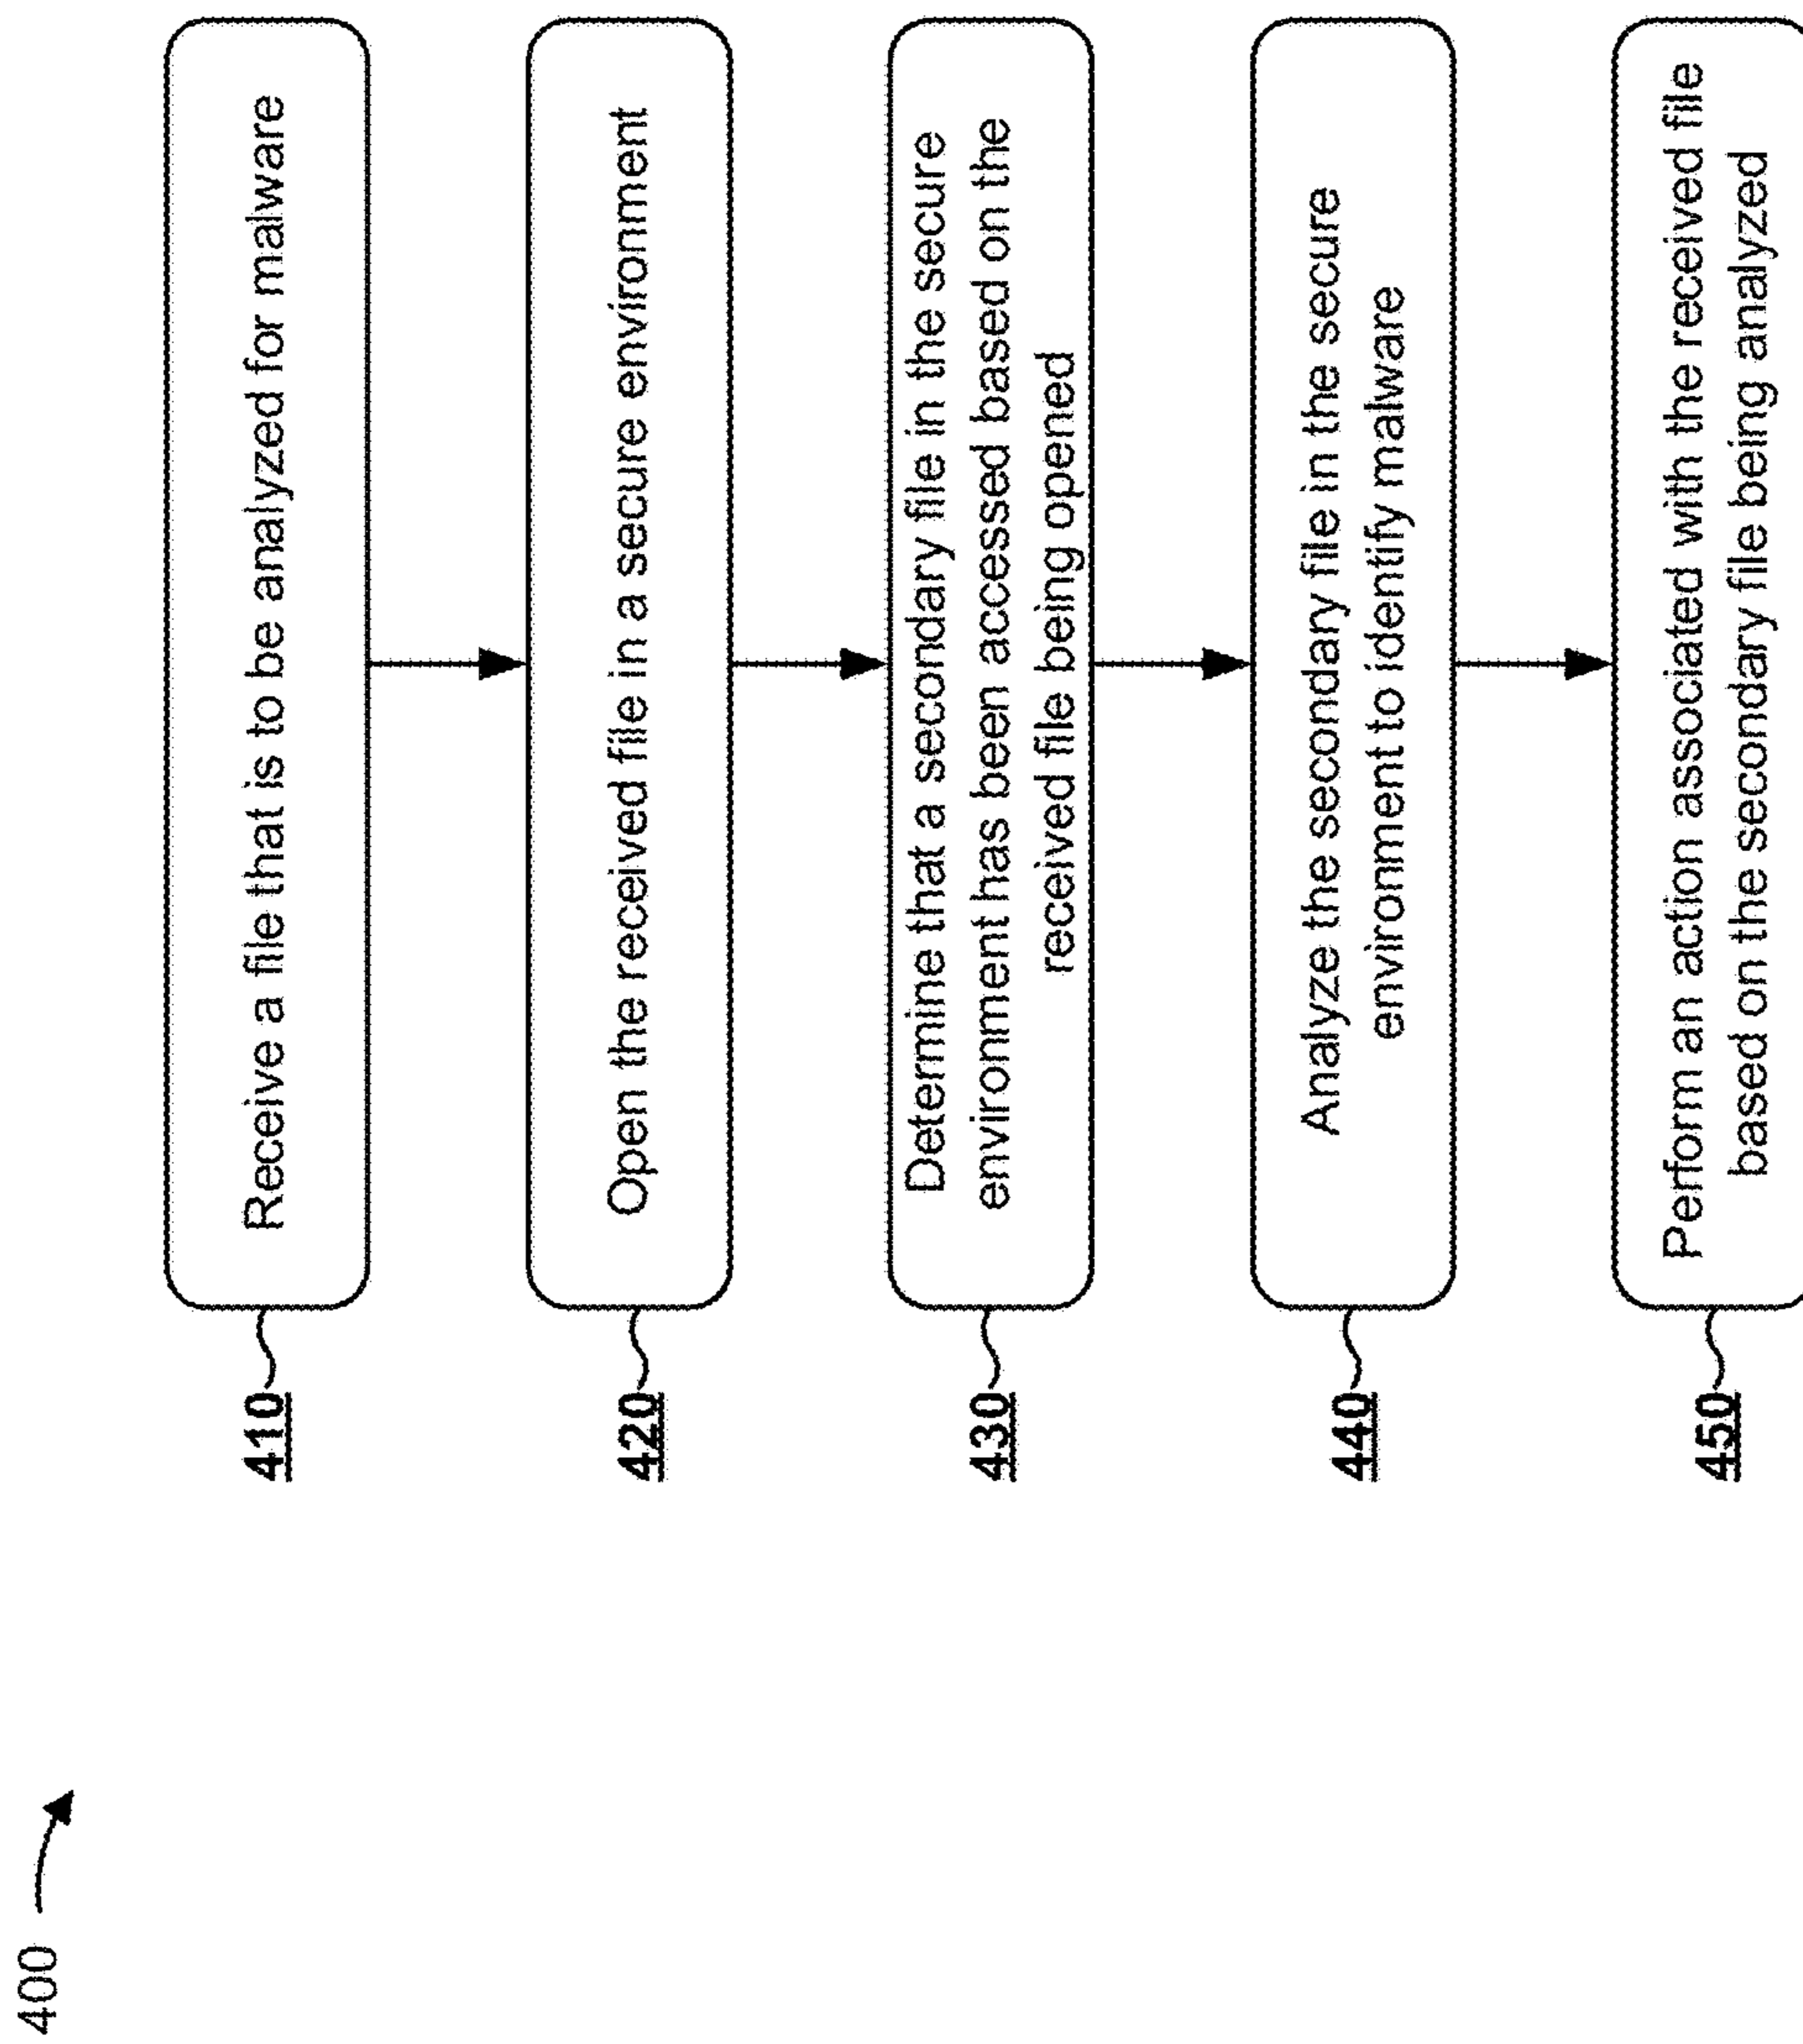 400
410
Receive a file that is to be analyzed for malware
420
Open the received file in a secure environment
430
Determine that a secondary file in the secure
environment has been accessed based on the
received file being opened
440
Analyze the secondary file in the secure
environment to identify malware
450
Perform an action associated with the received file
based on the secondary file being analyzed